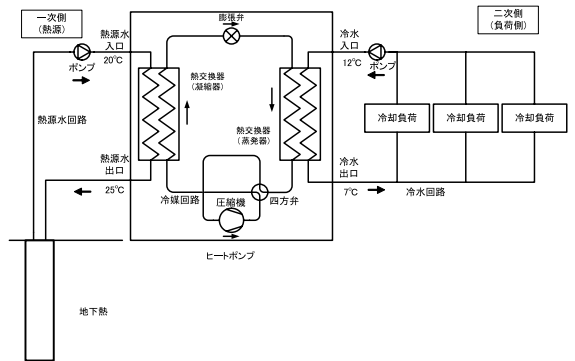 一次側
(熱源)
熱源水
入口
20℃
ポンプ
熱源水回路
熱源水
出口
25℃
地下熱
膨張弁
熱交換器
(凝縮器)
熱交換器
(蒸発器)
冷媒回路
圧縮機
四方弁
ヒートポンプ
冷水
入口
12℃
ポンプ
二次側
(負荷側)
冷却負荷
冷却負荷
冷却負荷
冷水
出口
7℃
冷水回路